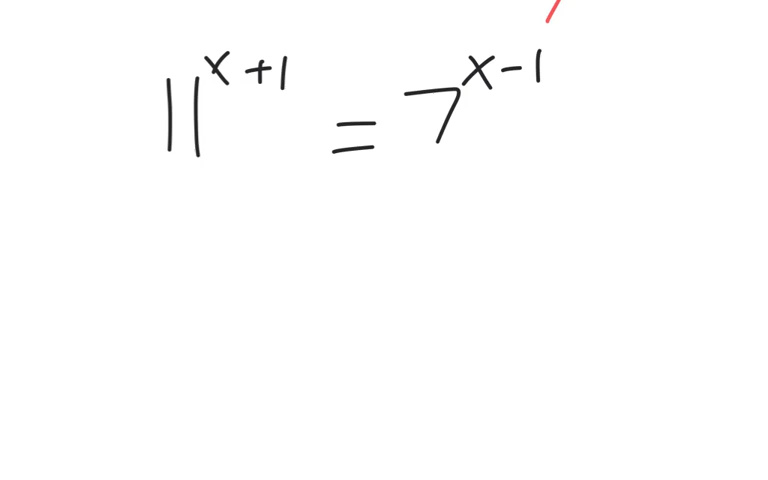 11^{x+1} = 7^{x-1}